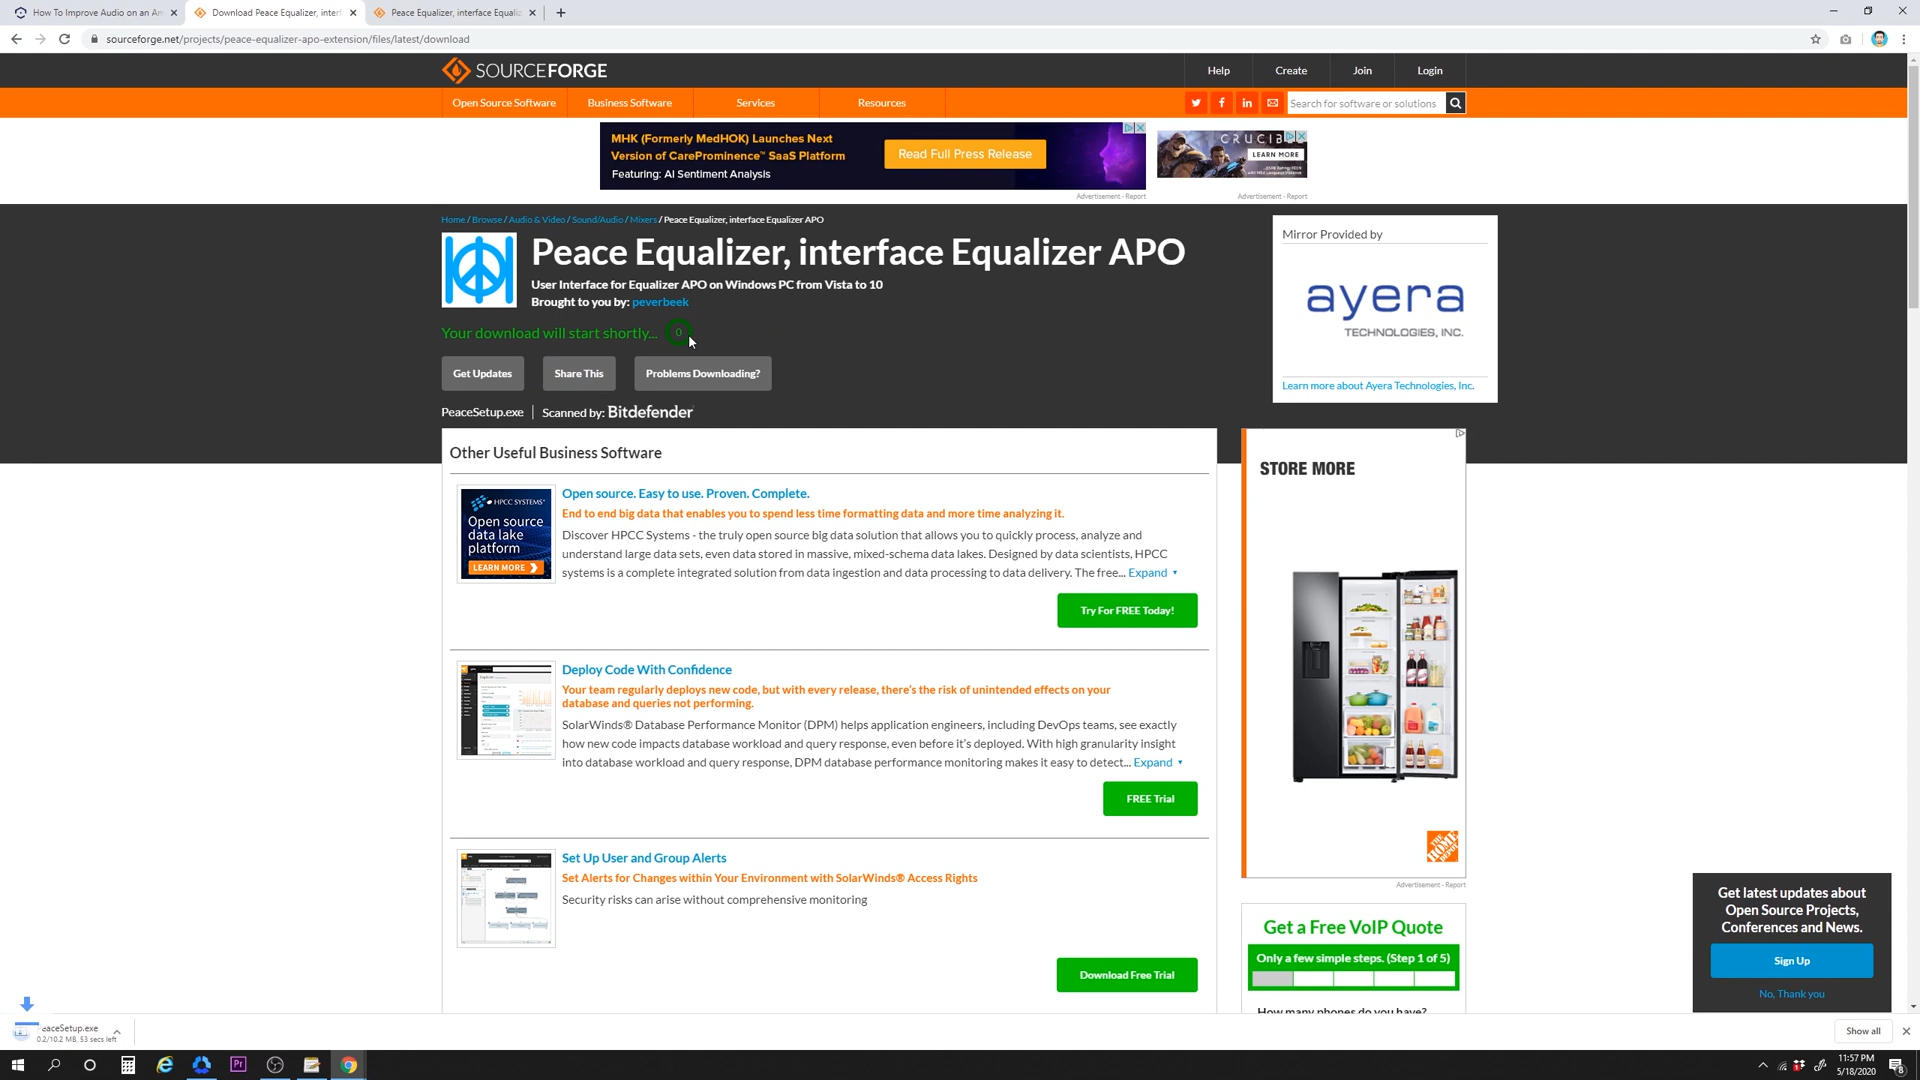 How To Improve Audio on an Am
Download Peace Equalizer, interf
Peace Equalizer, interface Equaliz
sourceforge.net/projects/peace-equalizer-apo-extension/files/latest/download
SOURCEFORGE
Help
Create
Join
Login
Open Source Software
Business Software
Services
Resources
Search for software or solutions
MHK (Formerly MedHOK) Launches Next
Version of CareProminence™ SaaS Platform
Featuring: AI Sentiment Analysis
Read Full Press Release
CRUCIB
LEARN MORE
Advertisement - Report
Advertisement - Report
Home / Browse / Audio & Video / Sound/Audio / Mixers / Peace Equalizer, interface Equalizer APO
Peace Equalizer, interface Equalizer APO
User Interface for Equalizer APO on Windows PC from Vista to 10
Brought to you by: peverbeek
Your download will start shortly... 0
Get Updates
Share This
Problems Downloading?
PeaceSetup.exe
Scanned by: Bitdefender
Mirror Provided by
ayera
TECHNOLOGIES, INC.
Learn more about Ayera Technologies, Inc.
Other Useful Business Software
HPCC SYSTEMS
Open source
data lake
platform
LEARN MORE
Open source. Easy to use. Proven. Complete.
End to end big data that enables you to spend less time formatting data and more time analyzing it.
Discover HPCC Systems - the truly open source big data solution that allows you to quickly process, analyze and
understand large data sets, even data stored in massive, mixed-schema data lakes. Designed by data scientists, HPCC
systems is a complete integrated solution from data ingestion and data processing to data delivery. The free... Expand
Try For FREE Today!
Deploy Code With Confidence
Your team regularly deploys new code, but with every release, there's the risk of unintended effects on your
database and queries not performing.
SolarWinds® Database Performance Monitor (DPM) helps application engineers, including DevOps teams, see exactly
how new code impacts database workload and query response, even before it's deployed. With high granularity insight
into database workload and query response, DPM database performance monitoring makes it easy to detect... Expand
FREE Trial
Set Up User and Group Alerts
Set Alerts for Changes within Your Environment with SolarWinds® Access Rights
Security risks can arise without comprehensive monitoring
Download Free Trial
STORE MORE
THE HOME DEPOT
Advertisement - Report
Get a Free VoIP Quote
Only a few simple steps. (Step 1 of 5)
How many phones do you have?
Get latest updates about
Open Source Projects,
Conferences and News.
Sign Up
No, Thank you
eaceSetup.exe
0.2/10.2 MB, 53 secs left
Show all
Pr
11:57 PM
5/18/2020
8